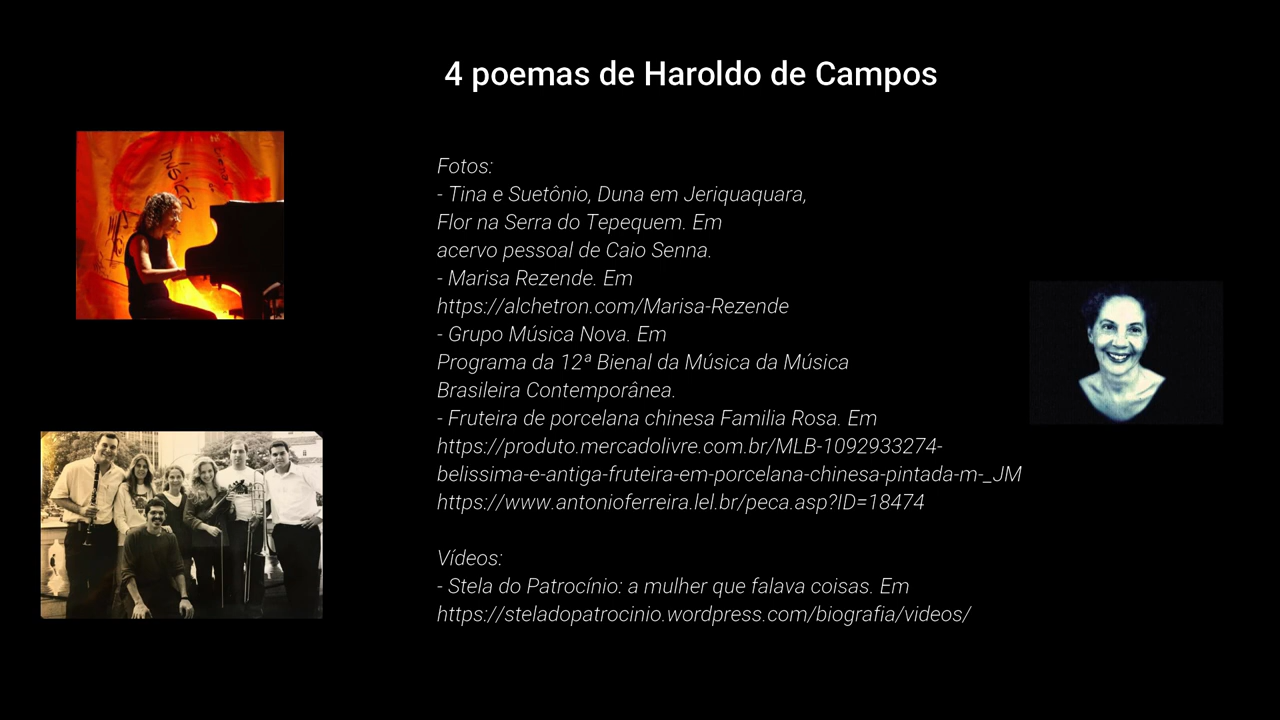 4 poemas de Haroldo de Campos
Fotos:
- Tina e Suetônio, Duna em Jeriquaquara,
Flor na Serra do Tepequem. Em
acervo pessoal de Caio Senna.
- Marisa Rezende. Em
https://alchetron.com/Marisa-Rezende
- Grupo Música Nova. Em
Programa da 12ª Bienal da Música da Música
Brasileira Contemporânea.
- Fruteira de porcelana chinesa Familia Rosa. Em
https://produto.mercadolivre.com.br/MLB-1092933274-
belissima-e-antiga-fruteira-em-porcelana-chinesa-pintada-m-_JM
https://www.antonioferreira.lel.br/peca.asp?ID=18474
Vídeos:
- Stela do Patrocínio: a mulher que falava coisas. Em
https://steladopatrocinio.wordpress.com/biografia/videos/
música